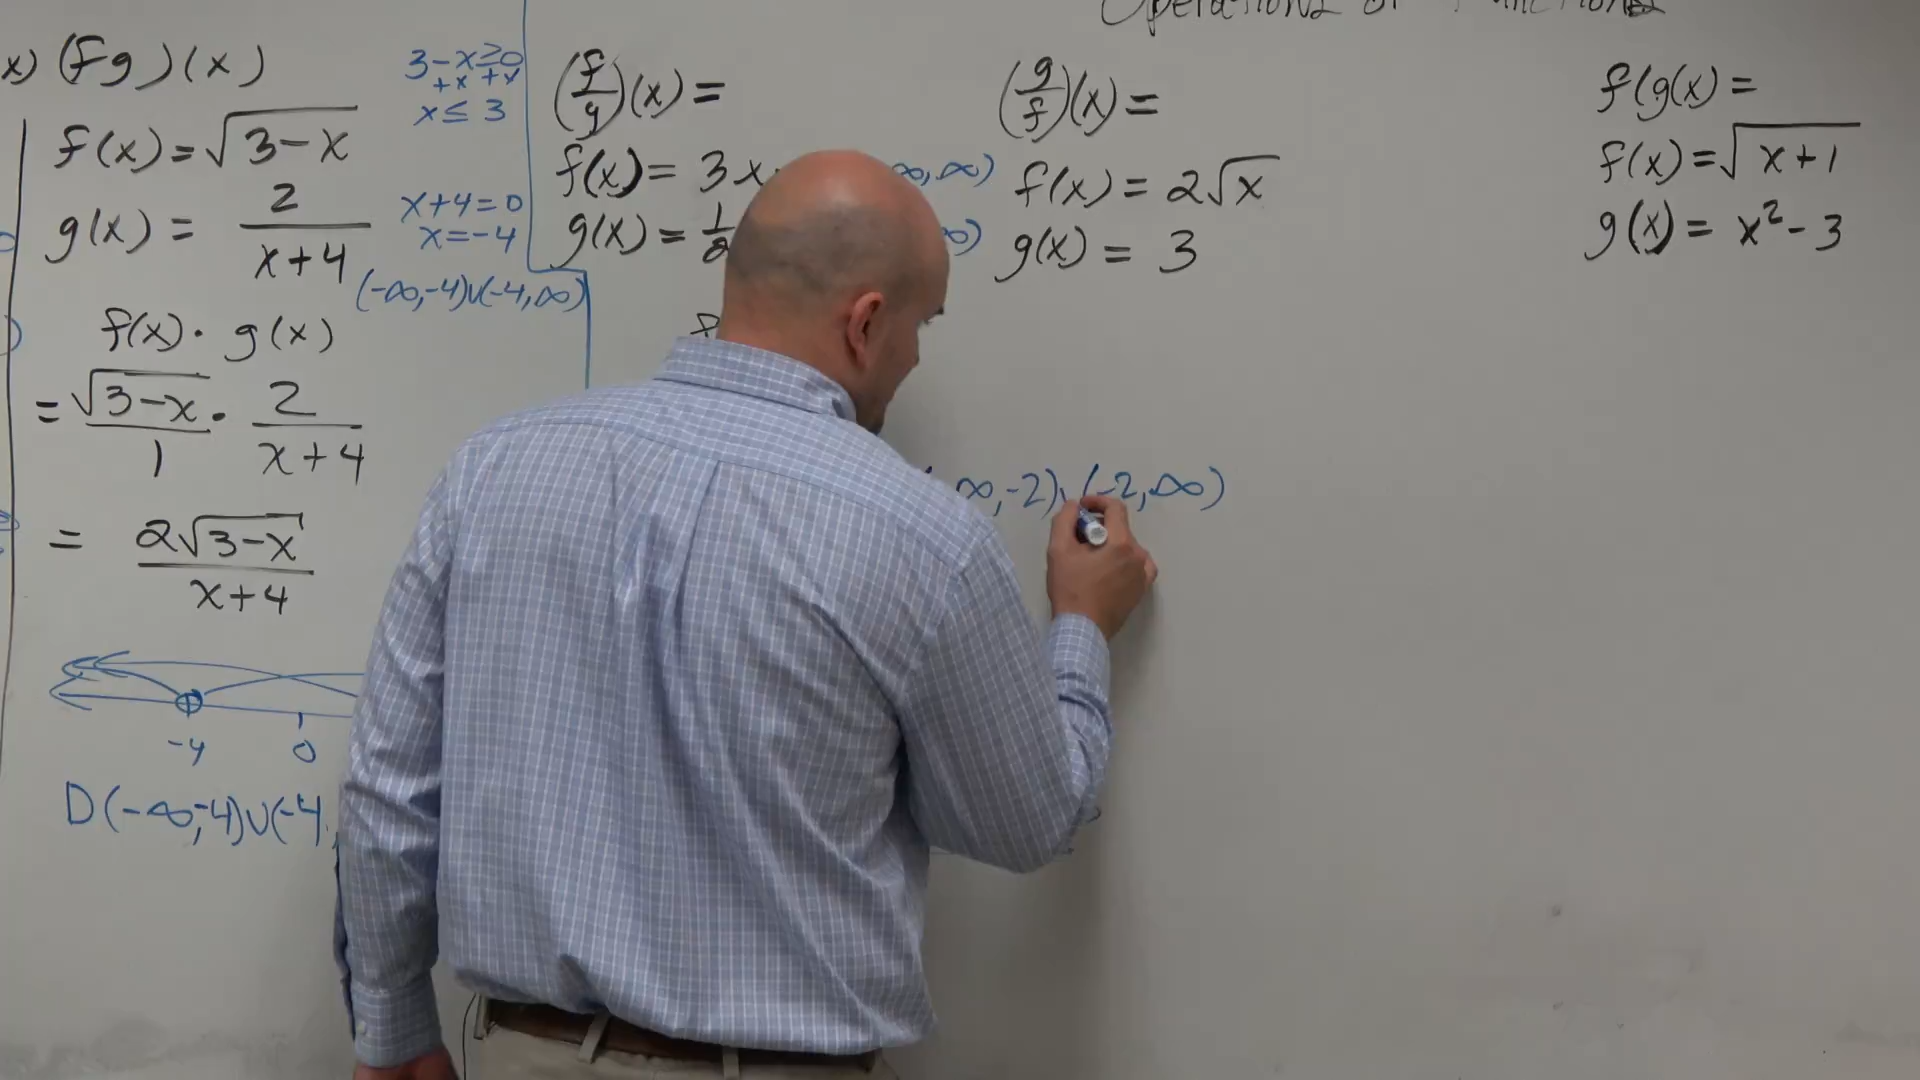 Operations of Functions
x) (fg)(x)
f(x) = √3-x
g(x) = 2/x+4
3-x≥0
+x +x
x ≤ 3
x+4=0
x=-4
(-∞,-4)∪(-4,∞)
f(x)·g(x)
= √3-x/1 · 2/x+4
= 2√3-x/x+4
-4 0
D(-∞,-4)∪(-4,
(f/g)(x) =
f(x) = 3x
∞,∞)
g(x) = 1/2
∞)
∞,-2)∪(-2,∞)
(g/f)(x) =
f(x) = 2√x
g(x) = 3
f(g(x) =
f(x) = √x+1
g(x) = x²-3